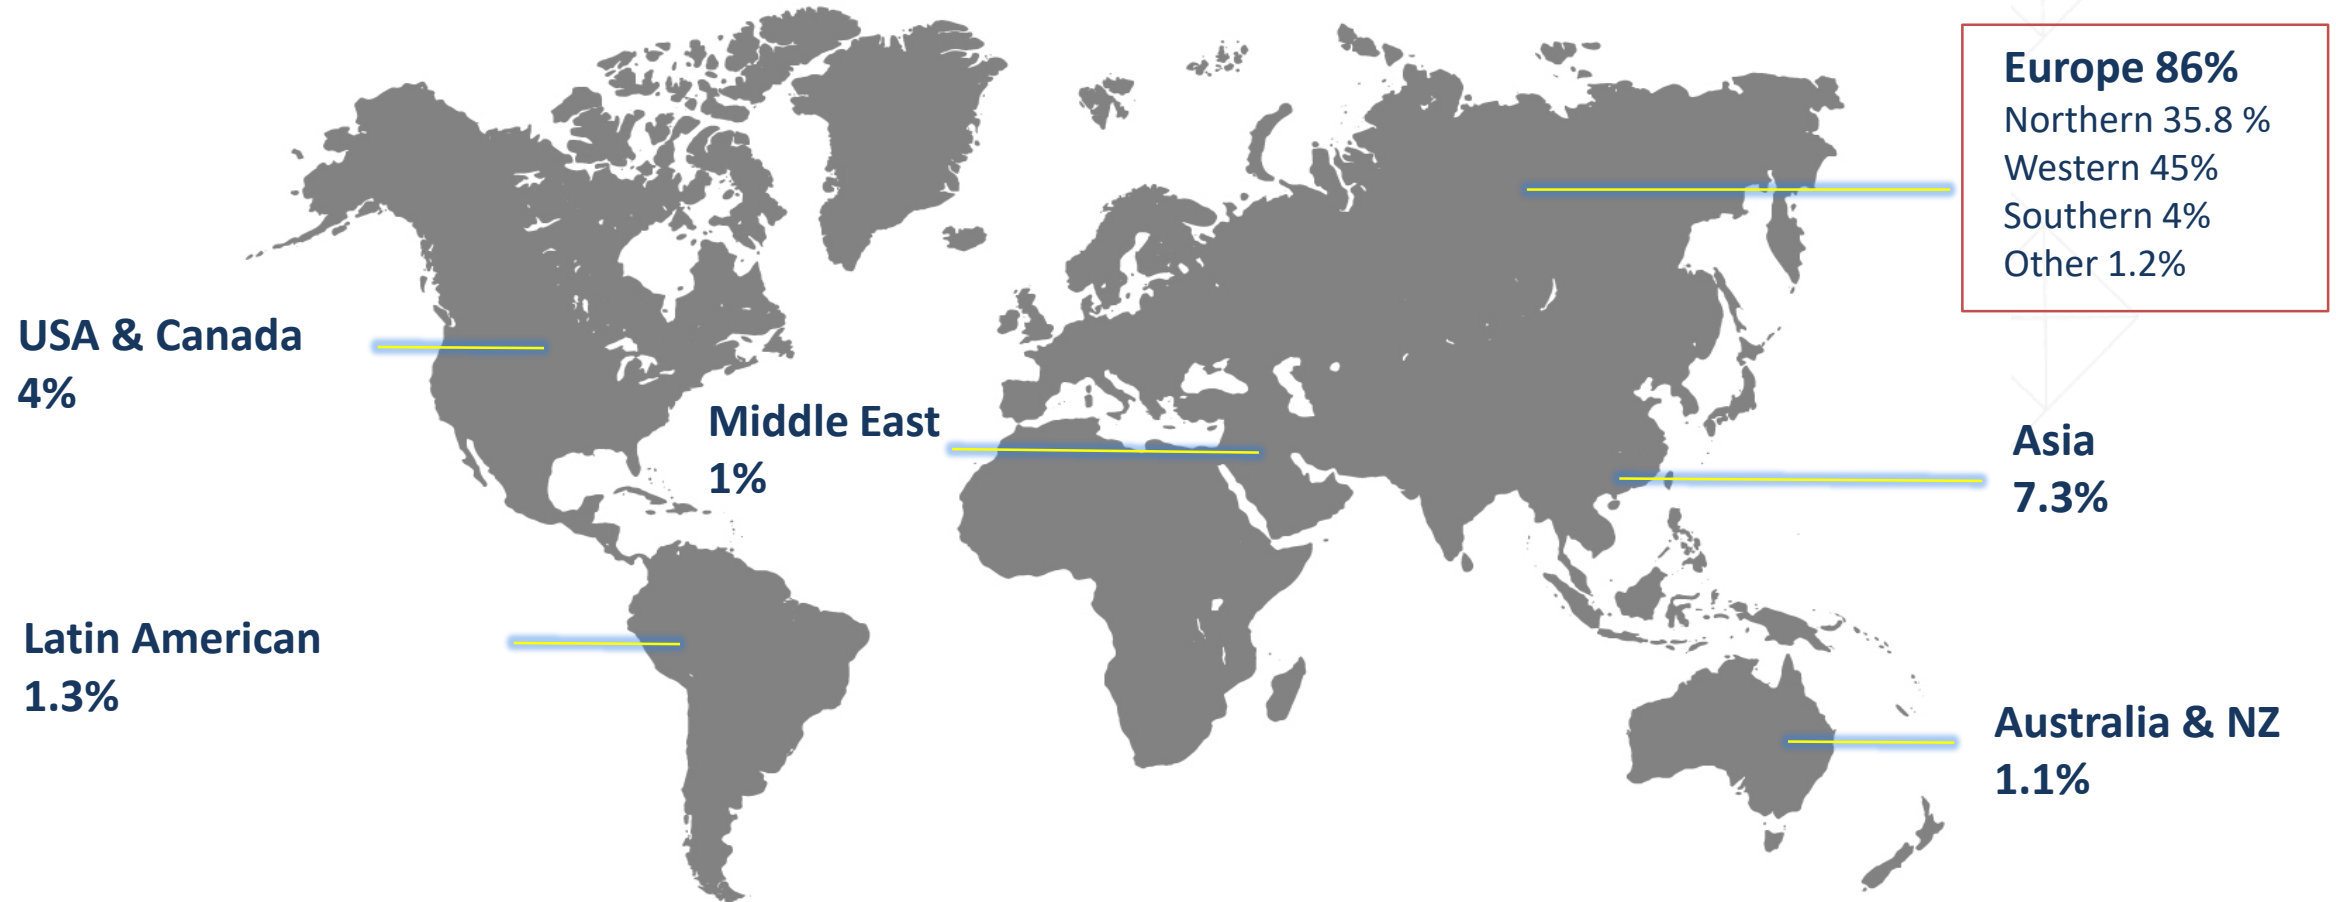 Europe 86%
Northern 35.8 %
Western 45%
Southern 4%
Other 1.2%
USA & Canada
4%
Middle East
1%
Asia
7.3%
Latin American
1.3%
Australia & NZ
1.1%